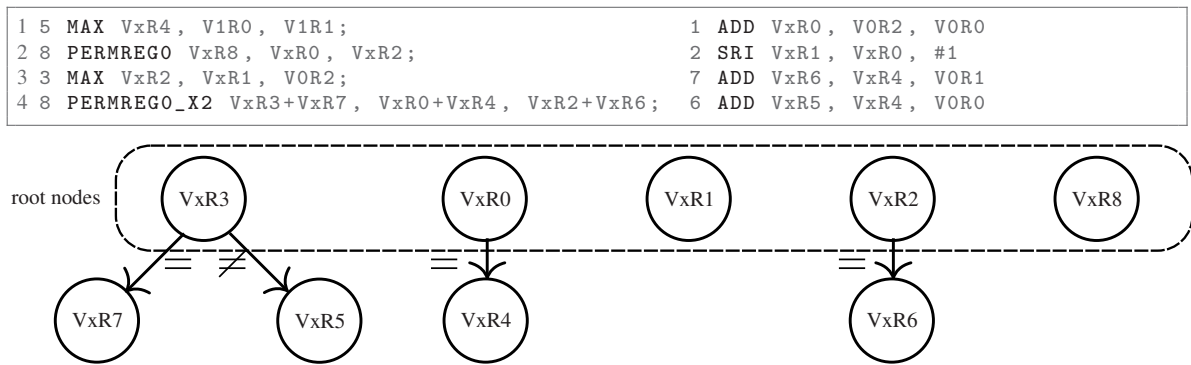 1 5 MAX VxR4, V1R0, V1R1; 1 ADD VxR0, V0R2, V0R0
2 8 PERMREG0 VxR8, VxR0, VxR2; 2 SRI VxR1, VxR0, #1
3 3 MAX VxR2, VxR1, V0R2; 7 ADD VxR6, VxR4, V0R1
4 8 PERMREG0_X2 VxR3+VxR7, VxR0+VxR4, VxR2+VxR6; 6 ADD VxR5, VxR4, V0R0
root nodes VxR3 VxR0 VxR1 VxR2 VxR8
= ≠ = =
VxR7 VxR5 VxR4 VxR6